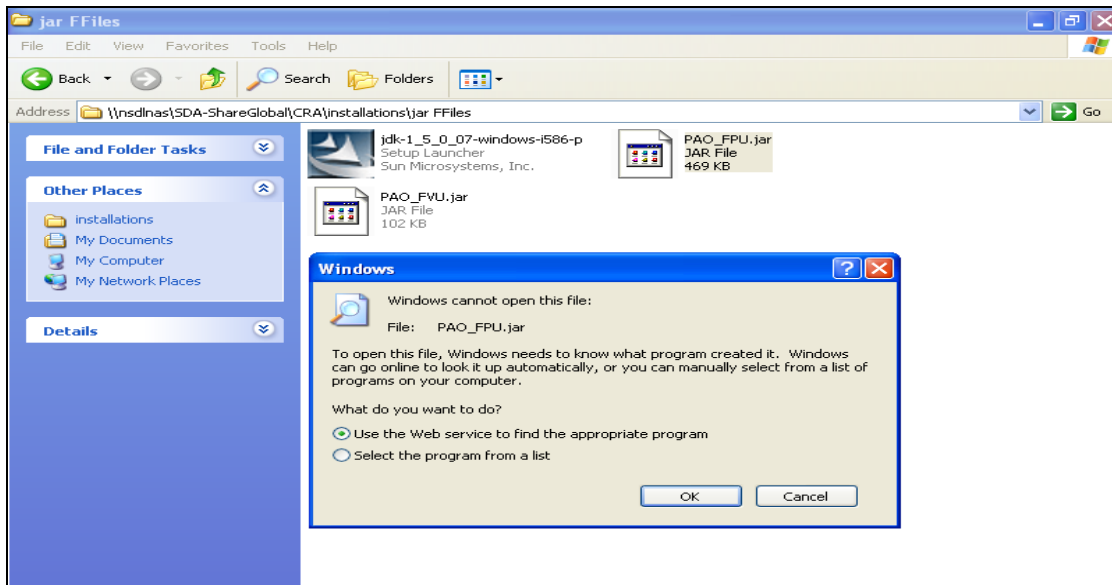 jar FFiles
File Edit View Favorites Tools Help
Back Search Folders
Address \\nsdlnas\SDA-ShareGlobal\CRA\installations\jar FFiles Go
File and Folder Tasks
Other Places
installations
My Documents
My Computer
My Network Places
Details
jdk-1_5_0_07-windows-i586-p
Setup Launcher
Sun Microsystems, Inc.
PAO_FPU.jar
JAR File
469 KB
PAO_FVU.jar
JAR File
102 KB
Windows
Windows cannot open this file:
File: PAO_FPU.jar
To open this file, Windows needs to know what program created it. Windows
can go online to look it up automatically, or you can manually select from a list of
programs on your computer.
What do you want to do?
Use the Web service to find the appropriate program
Select the program from a list
OK Cancel